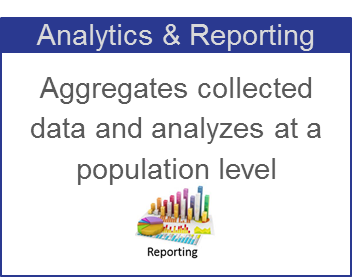 Analytics & Reporting
Aggregates collected
data and analyzes at a
population level
Reporting